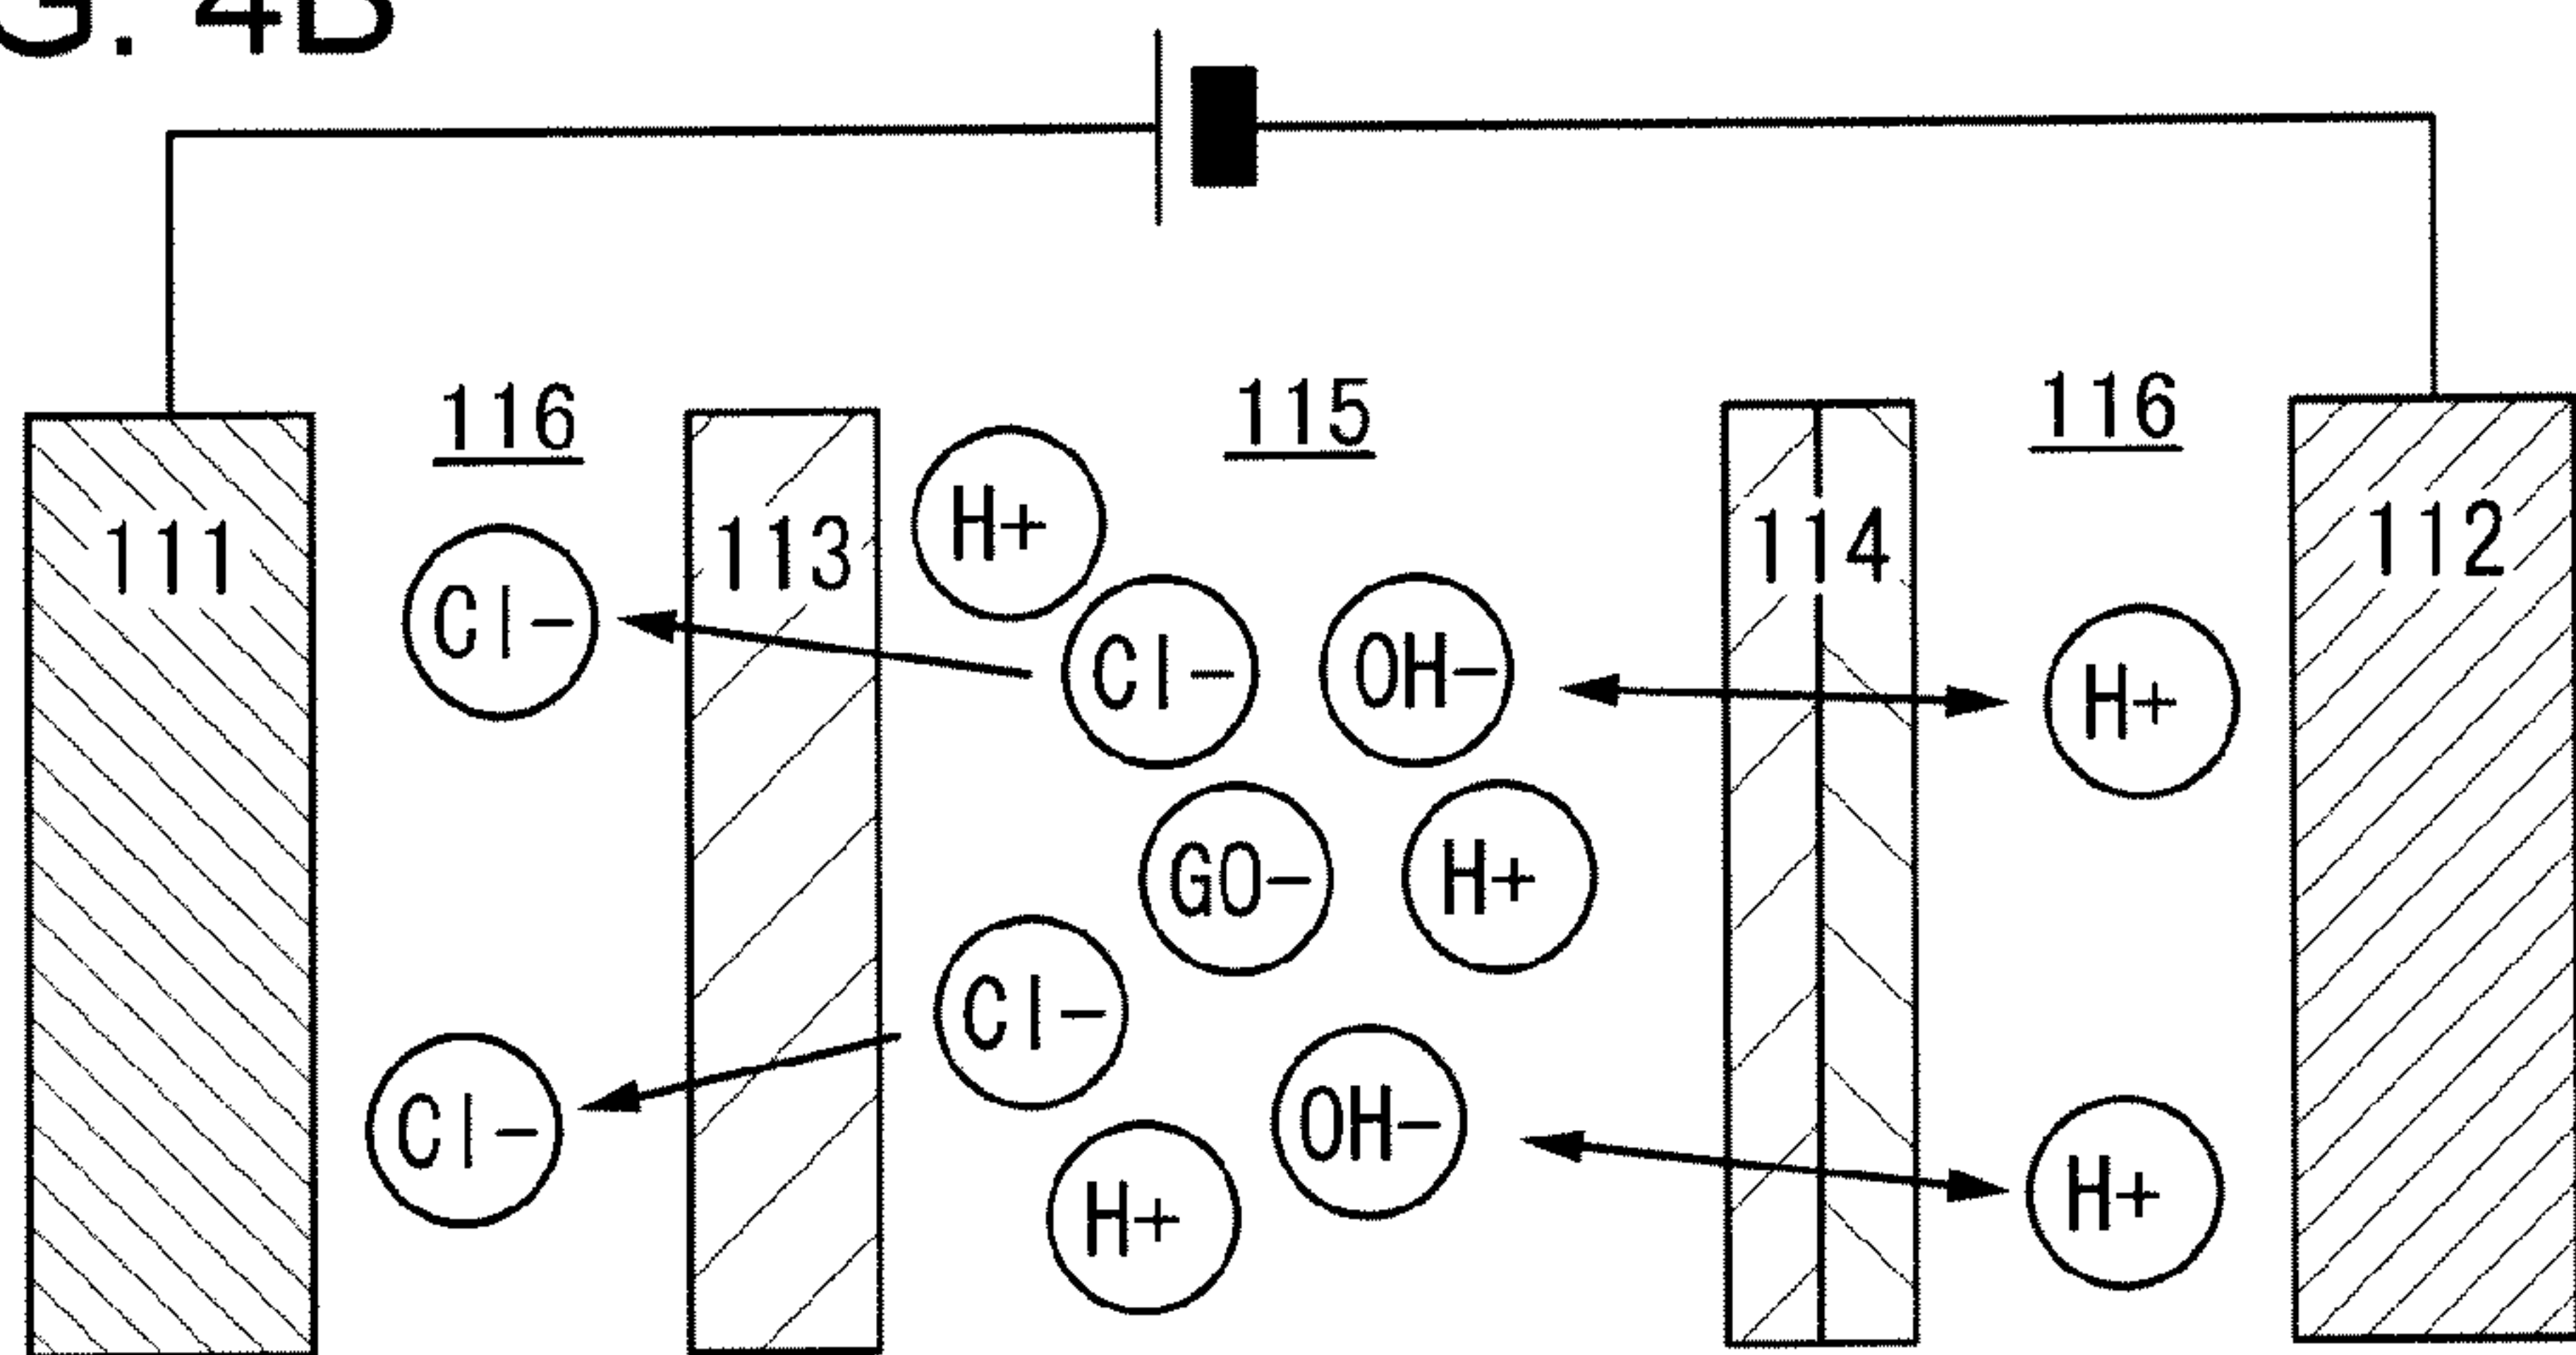 G. 4B
116
115
116
111
113
114
112
H+
Cl-
Cl-
OH-
H+
GO-
H+
Cl-
Cl-
OH-
H+
H+